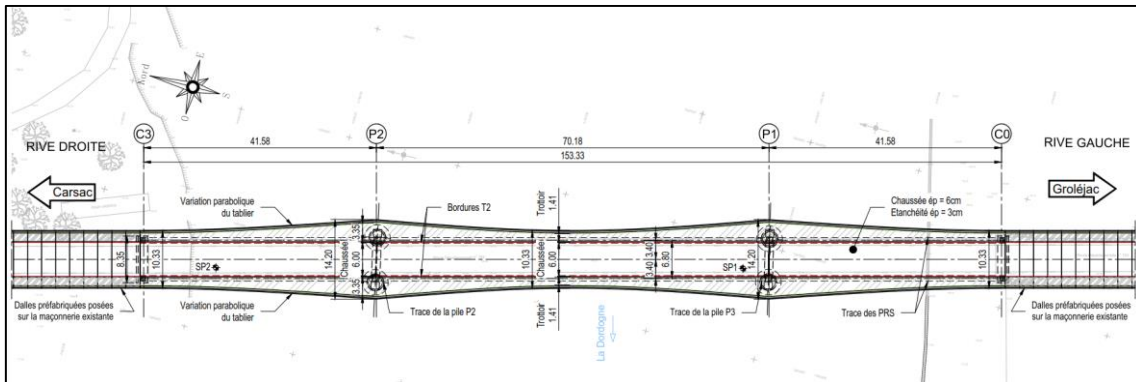 Nord
E
S
O
C3
P2
P1
C0
RIVE DROITE
41.58
70.18
41.58
RIVE GAUCHE
153.33
Carsac
Groléjac
Variation parabolique
du tablier
Bordures T2
Trottoir
1.41
Chaussée ép = 6cm
Etanchéité ép = 3cm
8.35
10.33
14.20
Chaussée
3.35
6.00
3.35
10.33
Chaussée
6.00
3.40
3.40
6.80
14.20
10.33
SP2
SP1
Dalles préfabriquées posées
sur la maçonnerie existante
Variation parabolique
du tablier
Trace de la pile P2
Trottoir
1.41
La Dordogne
Trace de la pile P3
Trace des PRS
Dalles préfabriquées posées
sur la maçonnerie existante